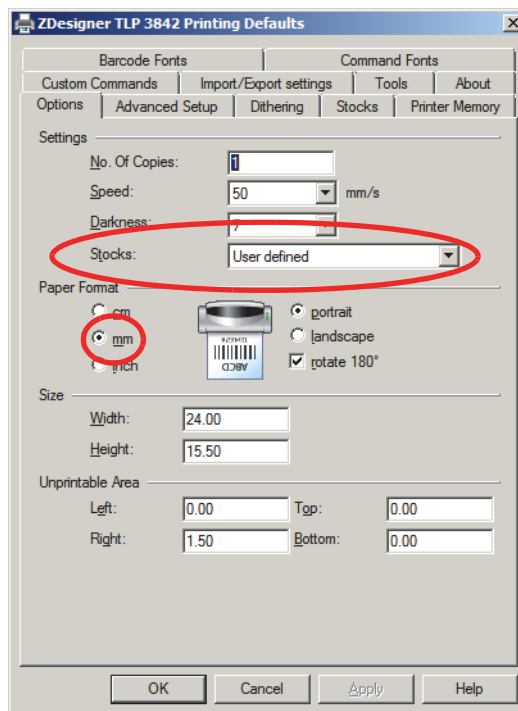 ZDesigner TLP 3842 Printing Defaults
Barcode Fonts Command Fonts
Custom Commands Import/Export settings Tools About
Options Advanced Setup Dithering Stocks Printer Memory
Settings
No. Of Copies: 1
Speed: 50 mm/s
Darkness: 7
Stocks: User defined
Paper Format
cm portrait
mm landscape
inch rotate 180°
ABCD
Size
Width: 24.00
Height: 15.50
Unprintable Area
Left: 0.00 Top: 0.00
Right: 1.50 Bottom: 0.00
OK Cancel Apply Help